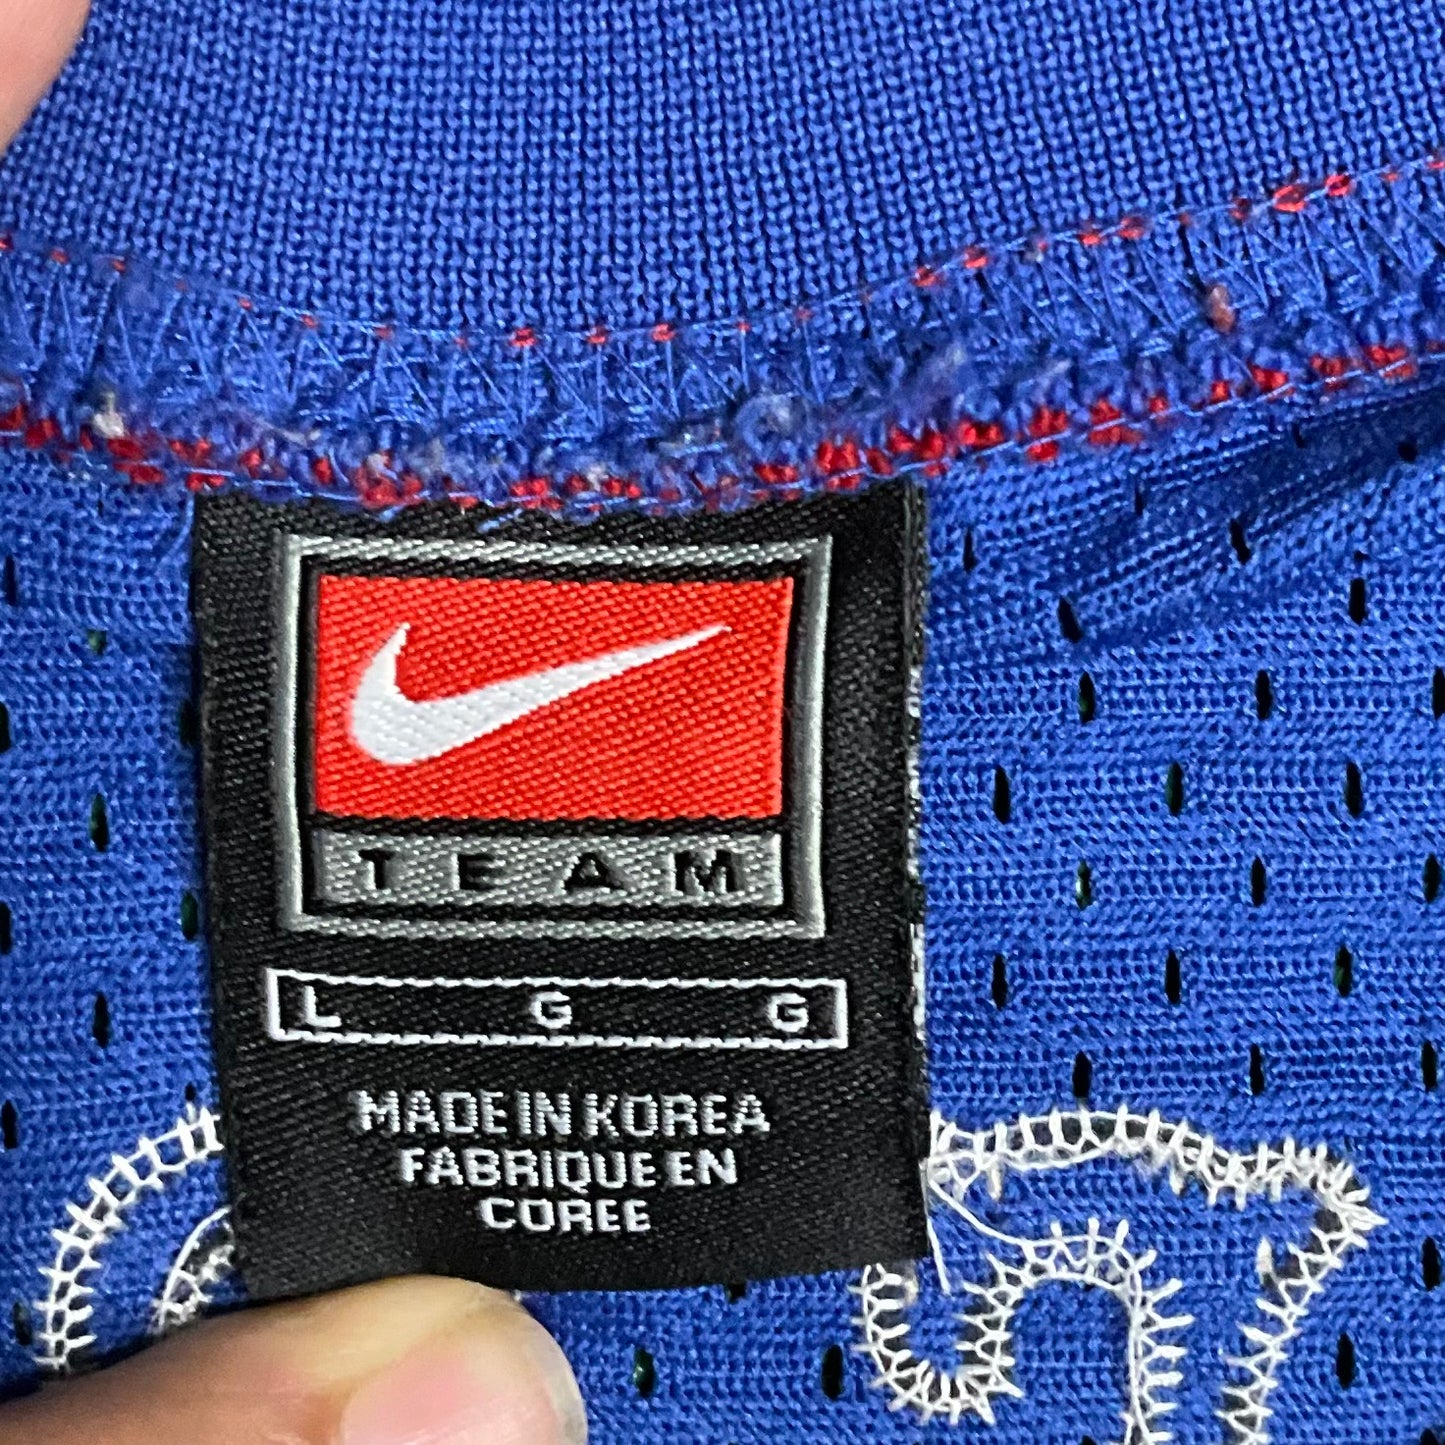 TEAM
L G G
MADE IN KOREA
FABRIQUE EN
COREE